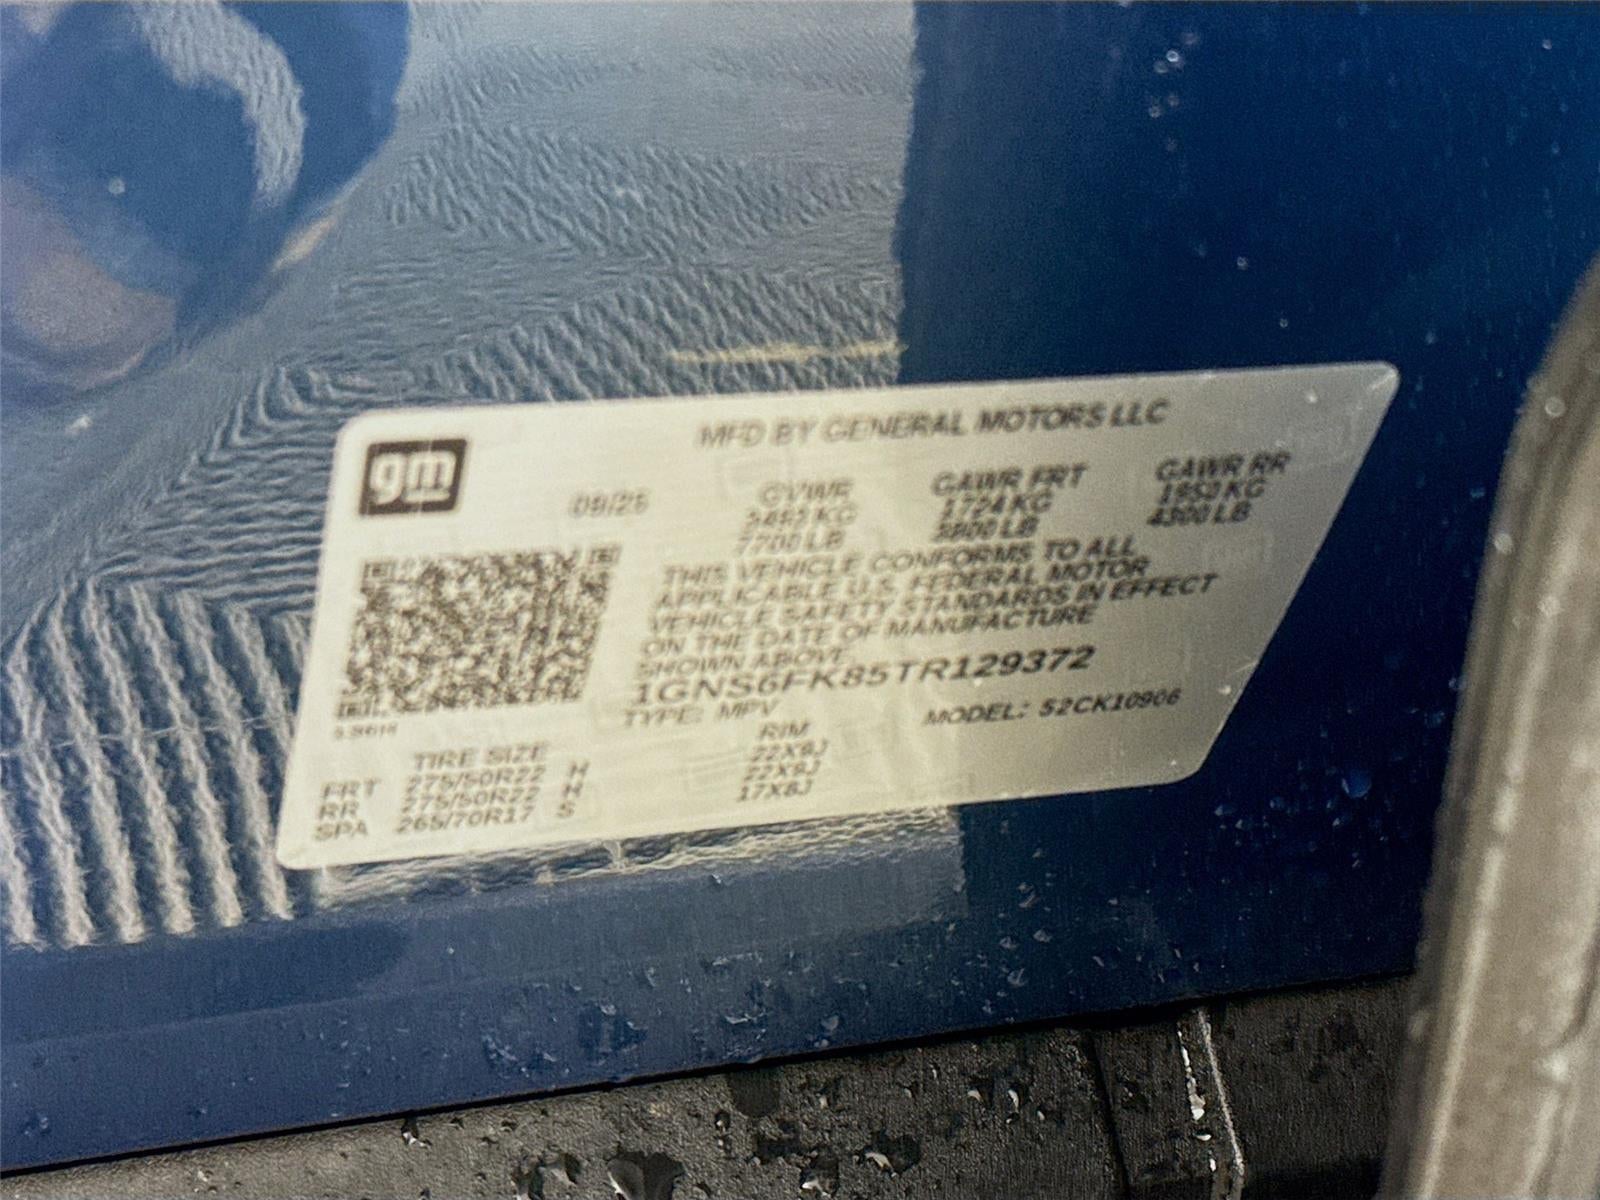 gm
MFD BY GENERAL MOTORS LLC
09/25 GVWR GAWR FRT GAWR RR
3492 KG 1724 KG 1950 KG
7700 LB 3800 LB 4300 LB
THIS VEHICLE CONFORMS TO ALL
APPLICABLE U.S. FEDERAL MOTOR
VEHICLE SAFETY STANDARDS IN EFFECT
ON THE DATE OF MANUFACTURE
SHOWN ABOVE
1GNS6FK85TR129372
TYPE: MPV MODEL: 52CK10906
TIRE SIZE RIM
FRT 275/50R22 H 22X9J
RR 275/50R22 H 22X9J
SPA 265/70R17 S 17X8J